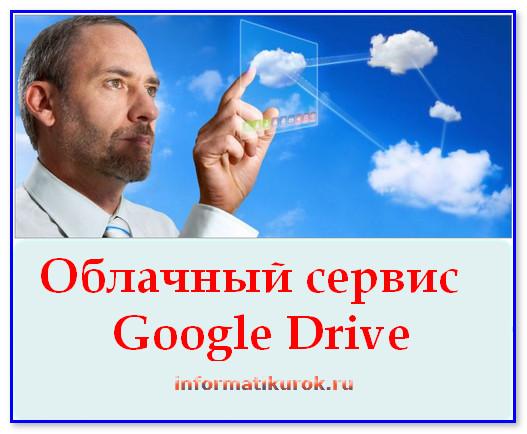 Облачный сервис
Google Drive
informatikurok.ru